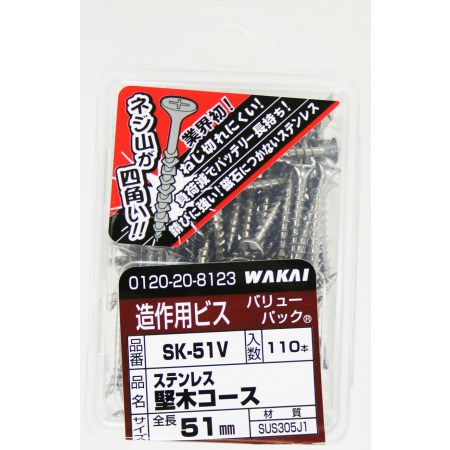 ネジ山が
四角い!!
業界初!
ねじ切れにくい!
負荷減でバッテリー長持ち!
錆びに強い!磁石につかないステンレス
0120-20-8123 WAKAI
造作用ビス バリューパック®
品番 SK-51V 入数 110本
品名 ステンレス
堅木コース
サイズ 全長 51mm 材質 SUS305J1